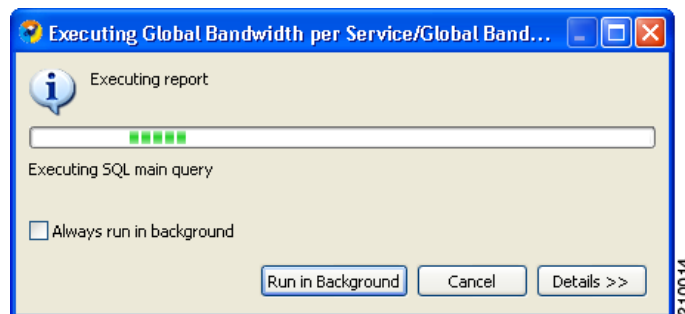 Executing Global Bandwidth per Service/Global Band...
Executing report
Executing SQL main query
Always run in background
Run in Background Cancel Details >>